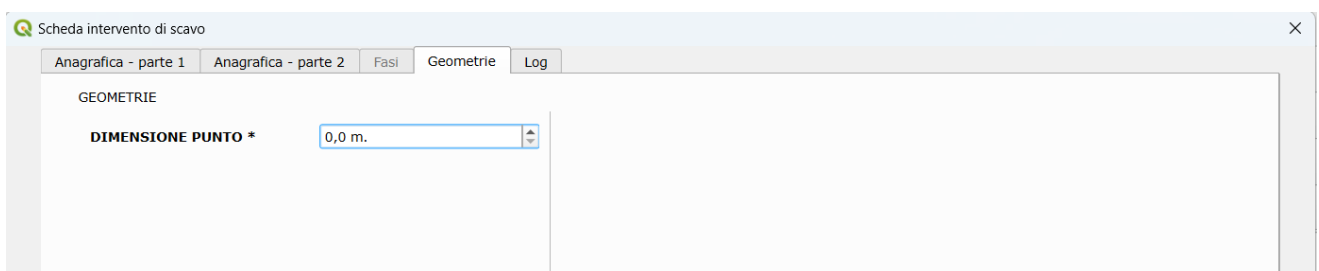 Scheda intervento di scavo
Anagrafica - parte 1 Anagrafica - parte 2 Fasi Geometrie Log
GEOMETRIE
DIMENSIONE PUNTO * 0,0 m.